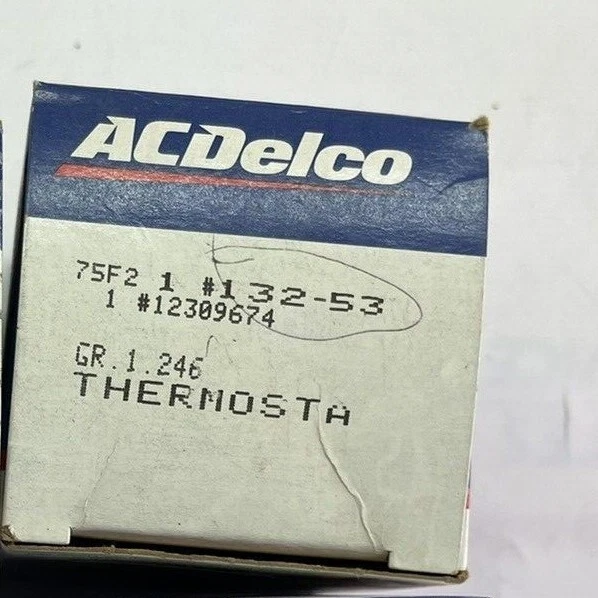 ACDelco
75F2 1 #132-53
1 #12309674
GR.1.246
THERMOSTA